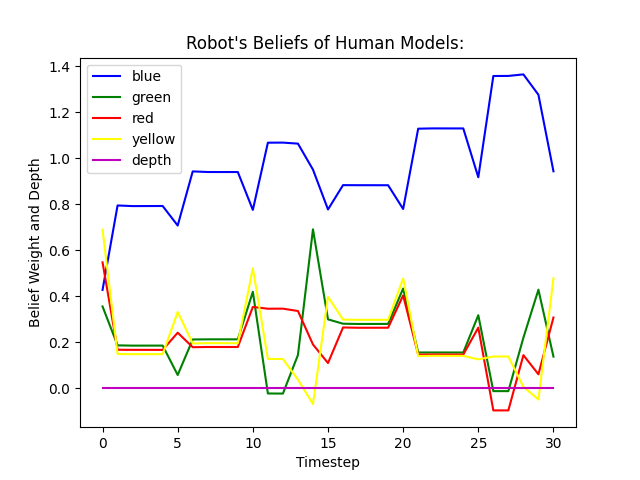 Robot's Beliefs of Human Models:
blue
green
red
yellow
depth
Belief Weight and Depth
1.4
1.2
1.0
0.8
0.6
0.4
0.2
0.0
0
5
10
15
20
25
30
Timestep